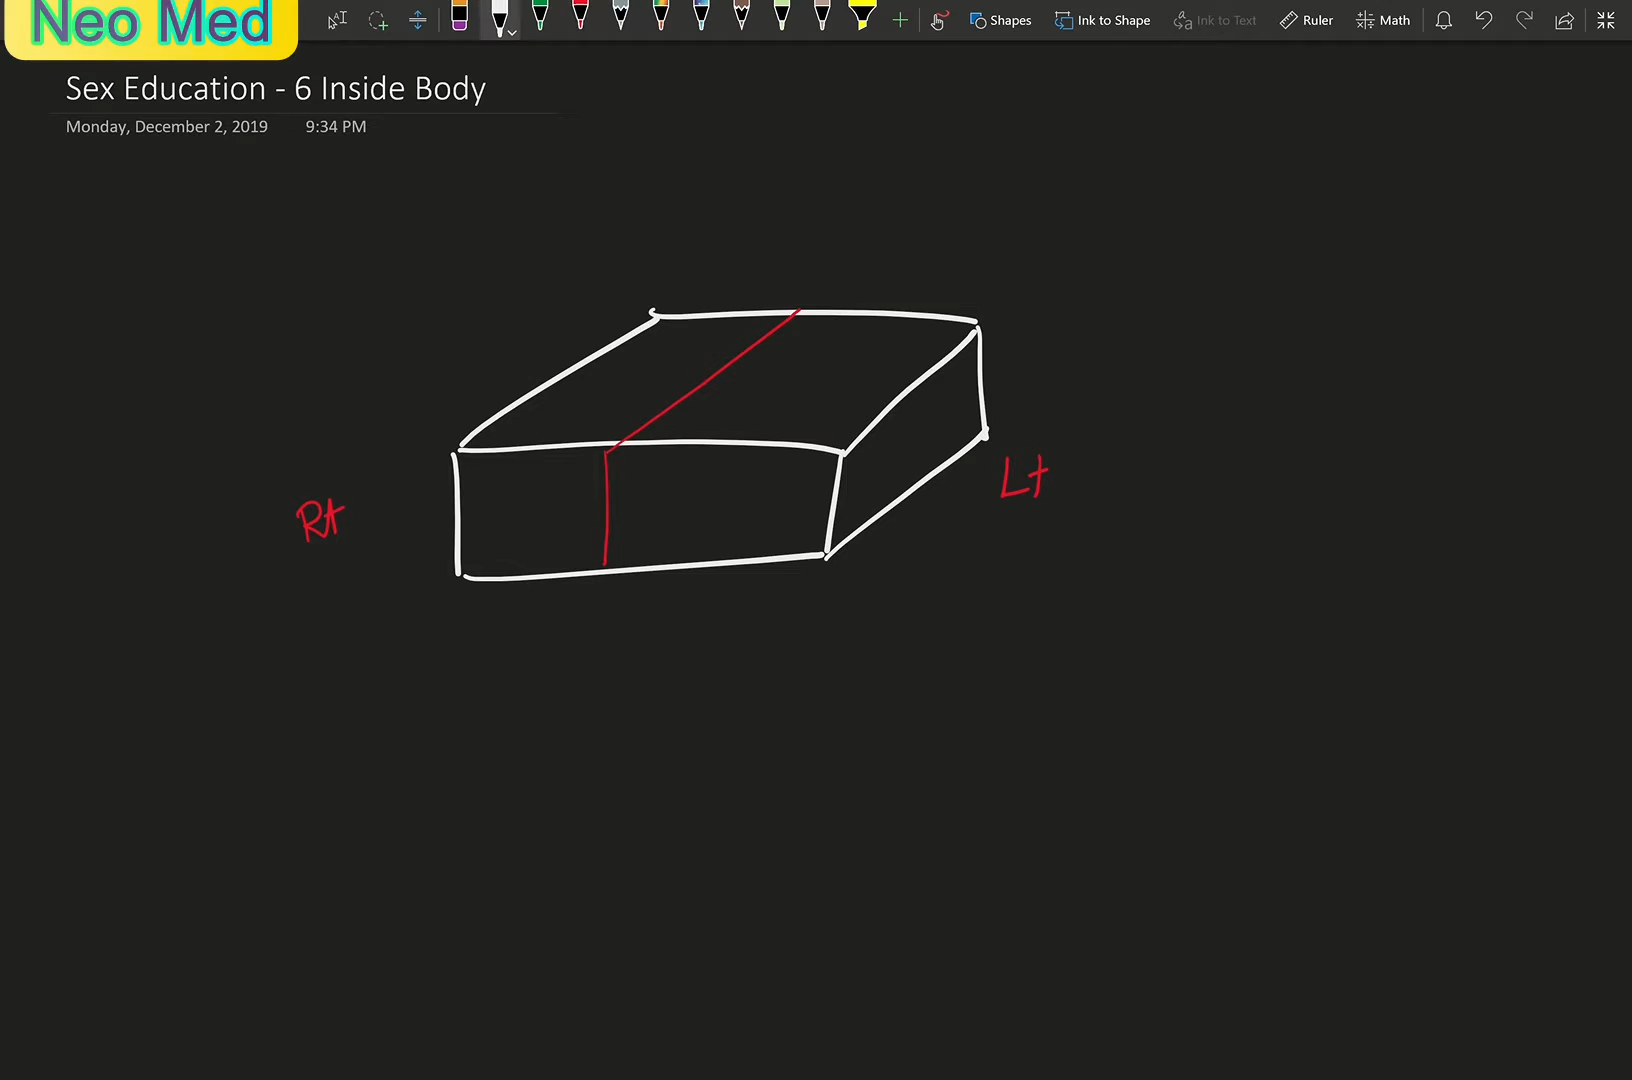 Neo Med
Shapes
Ink to Shape
Ink to Text
Ruler
Math
Sex Education - 6 Inside Body
Monday, December 2, 2019 9:34 PM
Lt
Rt